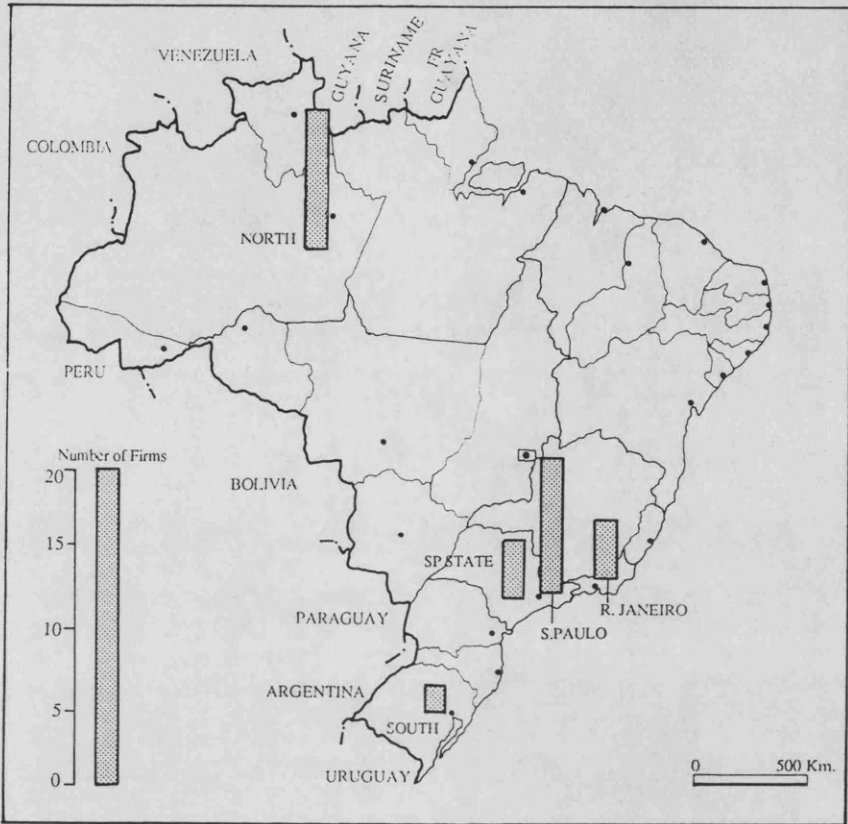 VENEZUELA
GUYANA
SURINAME
FR.
GUAYANA
COLOMBIA
NORTH
PERU
Number of Firms
20
15
10
5
0
BOLIVIA
SP STATE
R. JANEIRO
S.PAULO
PARAGUAY
ARGENTINA
SOUTH
URUGUAY
0 500 Km.